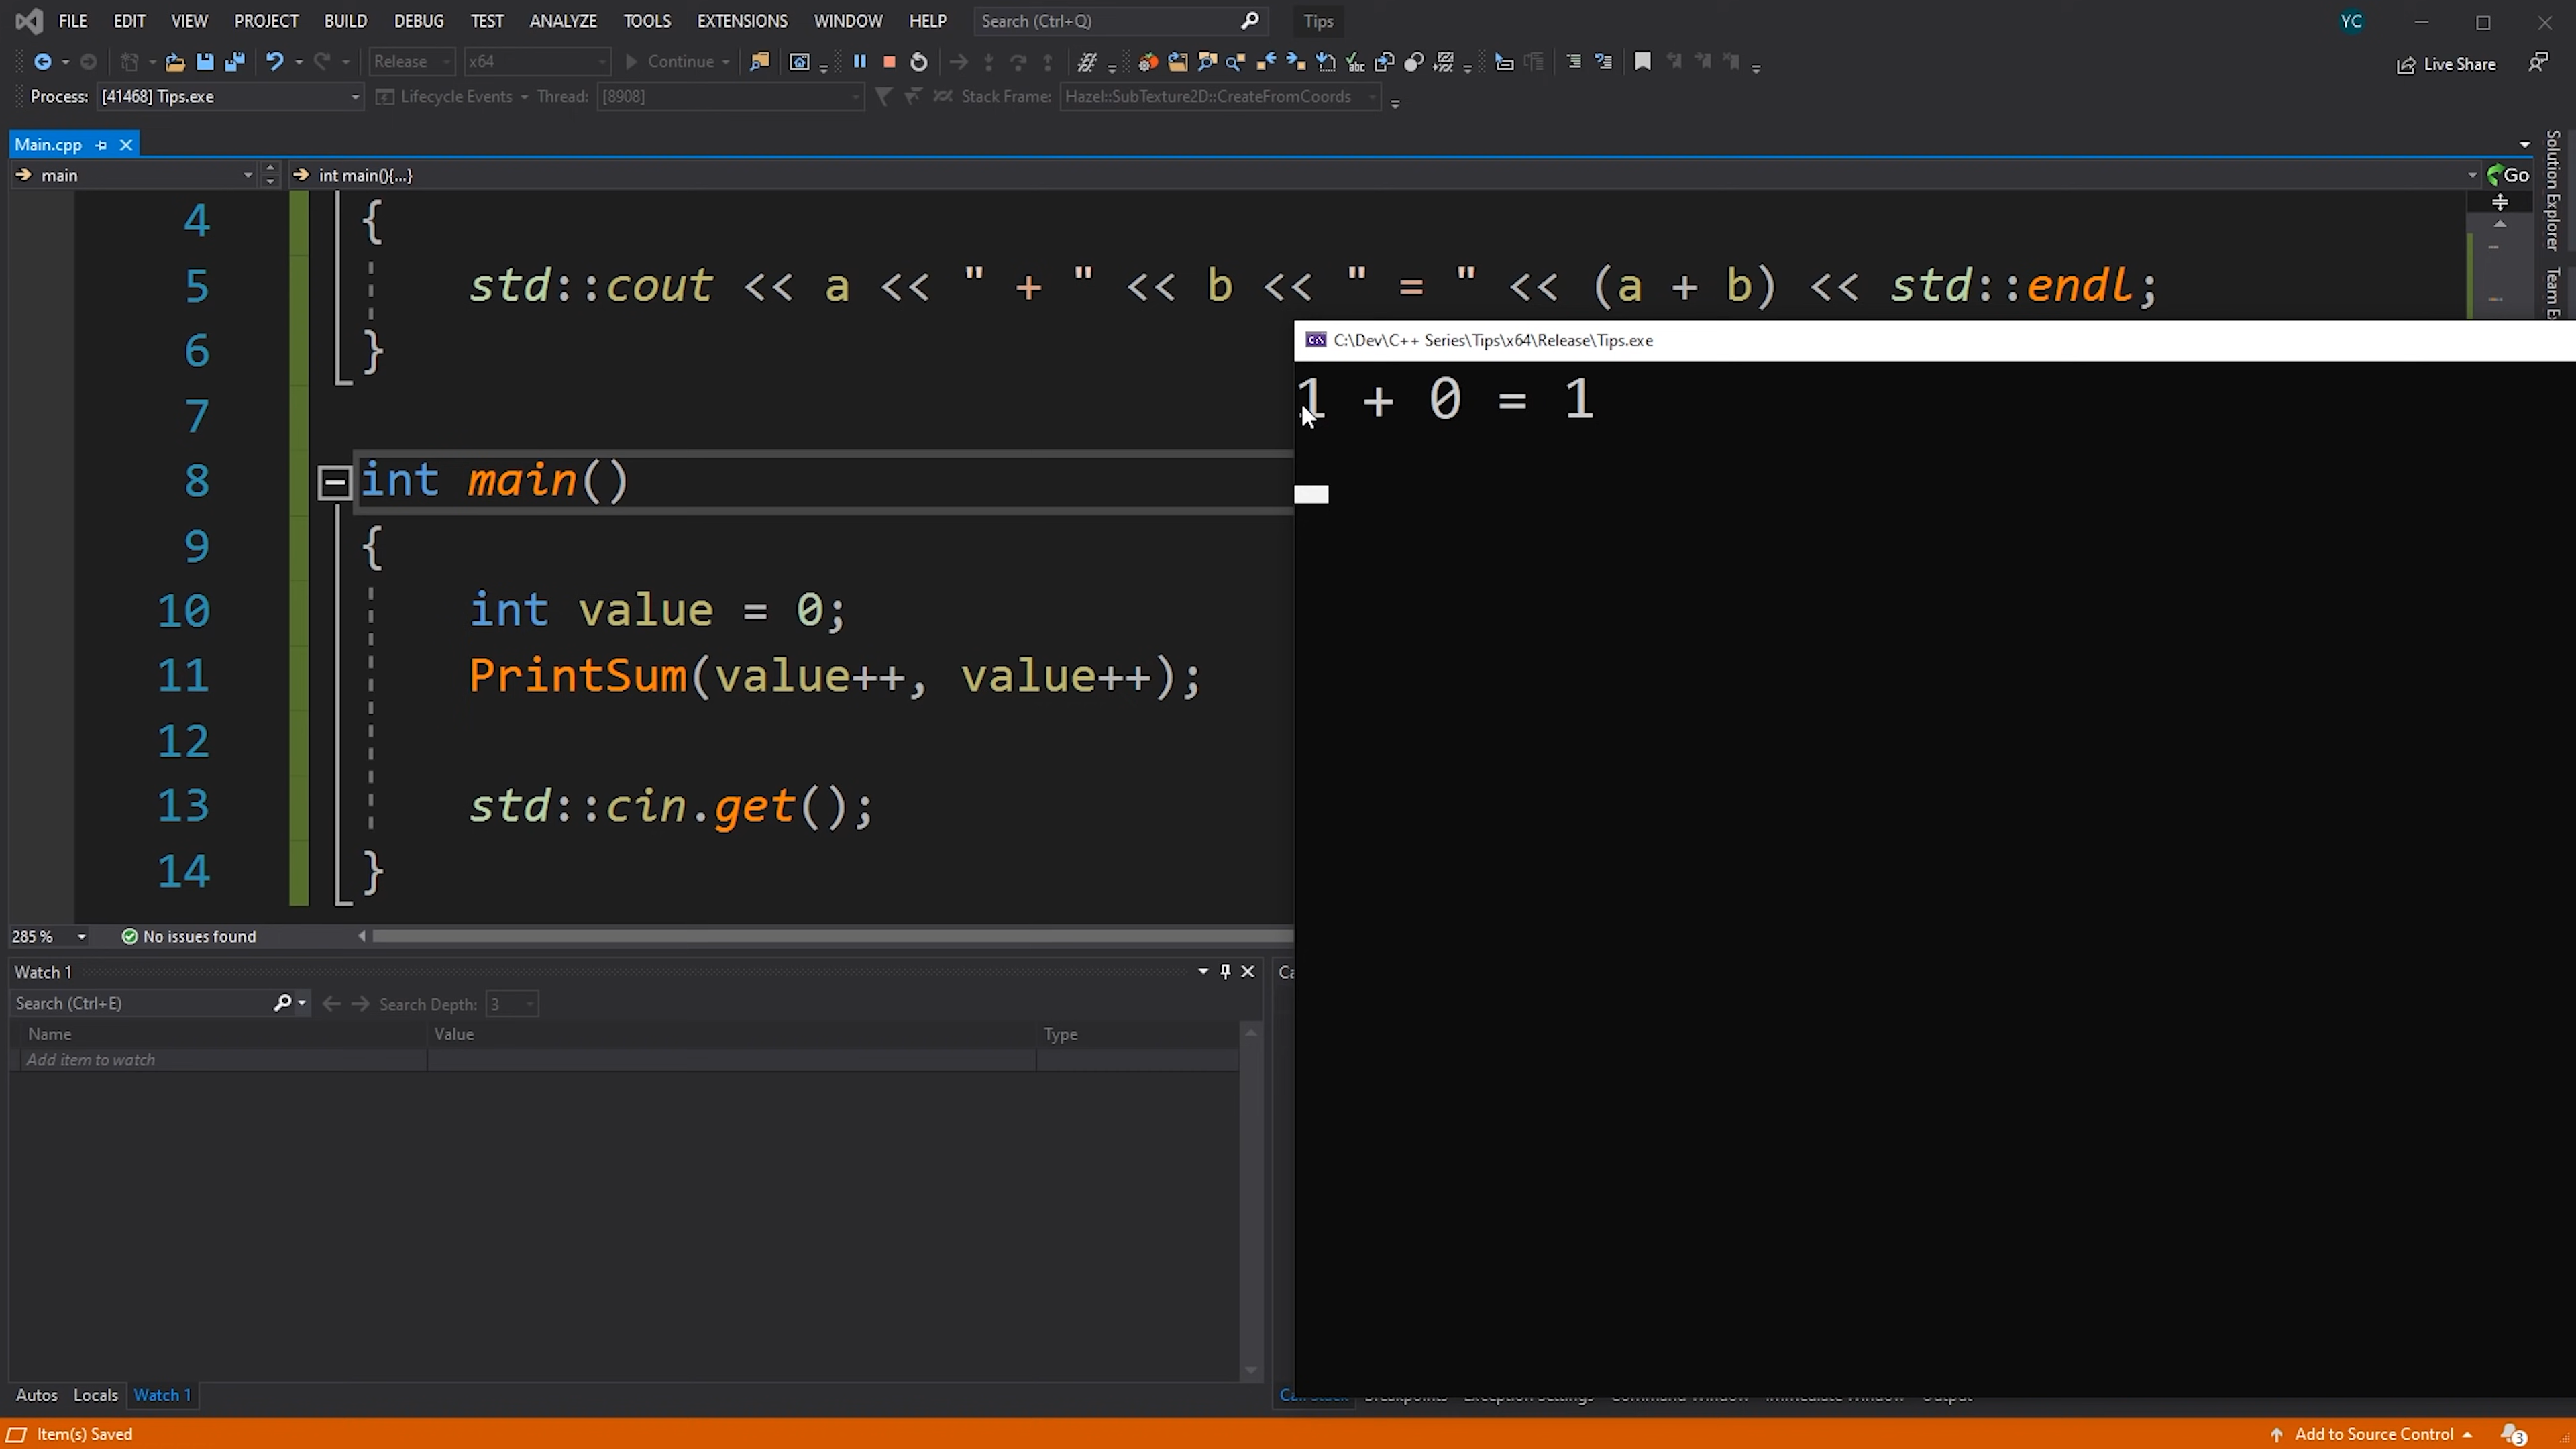 FILE EDIT VIEW PROJECT BUILD DEBUG TEST ANALYZE TOOLS EXTENSIONS WINDOW HELP Search (Ctrl+Q) Tips YC
Release x64 Continue Live Share
Process: [41468] Tips.exe Lifecycle Events Thread: [8908] Stack Frame: Hazel::SubTexture2D::CreateFromCoords
Main.cpp
main int main(){...} Go
Solution Explorer
4 {
5 std::cout << a << " + " << b << " = " << (a + b) << std::endl;
6 }
7
8 int main()
9 {
10 int value = 0;
11 PrintSum(value++, value++);
12
13 std::cin.get();
14 }
C:\Dev\C++ Series\Tips\x64\Release\Tips.exe
1 + 0 = 1
285 % No issues found
Watch 1
Search (Ctrl+E) Search Depth: 3
Name Value Type
Add item to watch
Autos Locals Watch 1
Item(s) Saved Add to Source Control 3